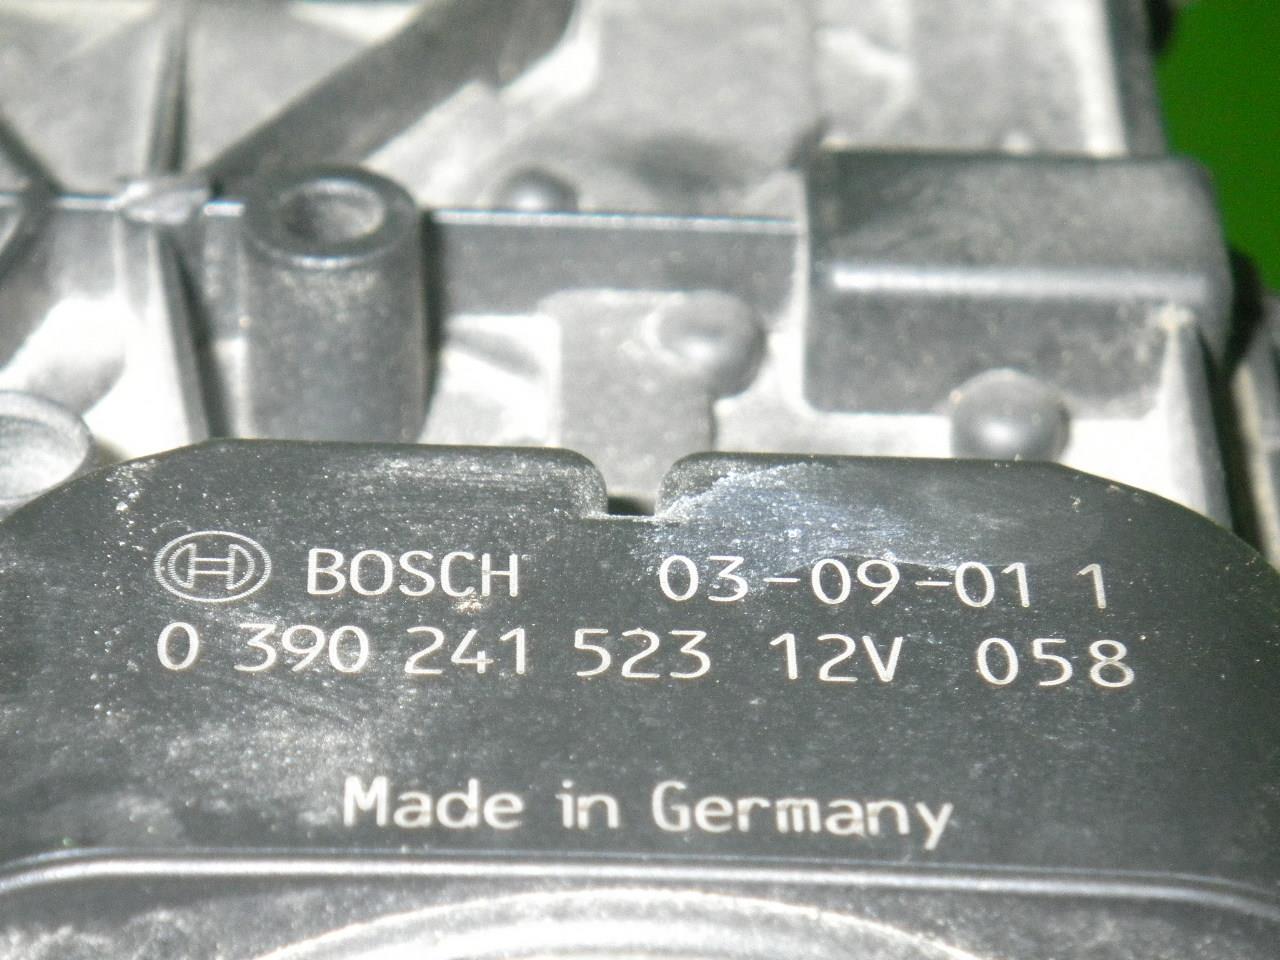 BOSCH 03-09-01 1
0 390 241 523 12V 058
Made in Germany